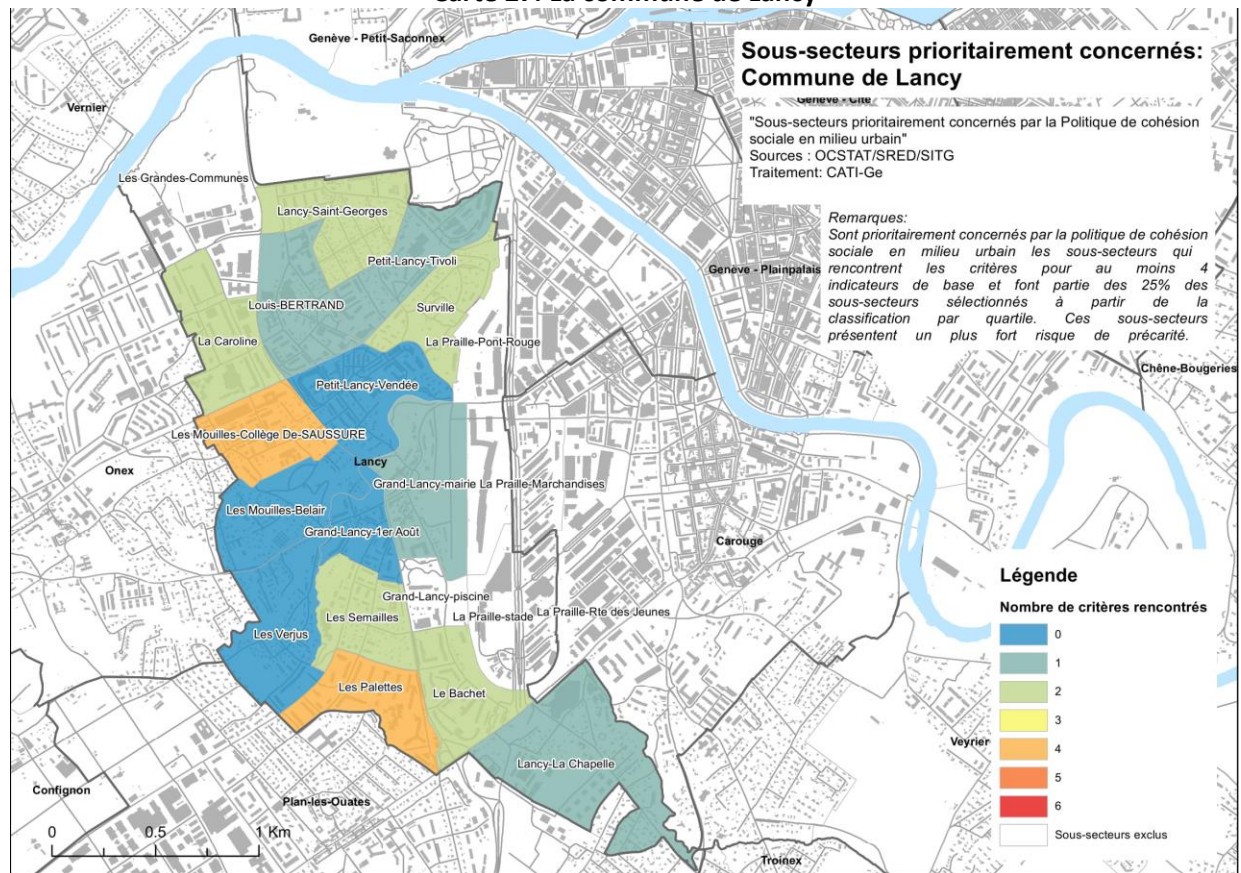 Carte 27: La commune de Lancy
Genève - Petit-Saconnex
Sous-secteurs prioritairement concernés:
Commune de Lancy
Vernier
Genève - Cité
"Sous-secteurs prioritairement concernés par la Politique de cohésion
sociale en milieu urbain"
Sources : OCSTAT/SRED/SITG
Traitement: CATI-Ge
Les Grandes-Communes
Lancy-Saint-Georges
Remarques:
Sont prioritairement concernés par la politique de cohésion
sociale en milieu urbain les sous-secteurs qui
rencontrent les critères pour au moins 4
indicateurs de base et font partie des 25% des
sous-secteurs sélectionnés à partir de la
classification par quartile. Ces sous-secteurs
présentent un plus fort risque de précarité.
Petit-Lancy-Tivoli
Genève - Plainpalais
Louis-BERTRAND
Surville
La Caroline
La Praille-Pont-Rouge
Chêne-Bougeries
Petit-Lancy-Vendée
Les Mouilles-Collège De-SAUSSURE
Lancy
Onex
Grand-Lancy-mairie
La Praille-Marchandises
Les Mouilles-Belair
Grand-Lancy-1er Août
Carouge
Grand-Lancy-piscine
Les Semailles
La Praille-stade
La Praille-Rte des Jeunes
Les Verjus
Les Palettes
Le Bachet
Veyrier
Lancy-La Chapelle
Confignon
Plan-les-Ouates
Troinex
0 0.5 1 Km
Légende
Nombre de critères rencontrés
0
1
2
3
4
5
6
Sous-secteurs exclus